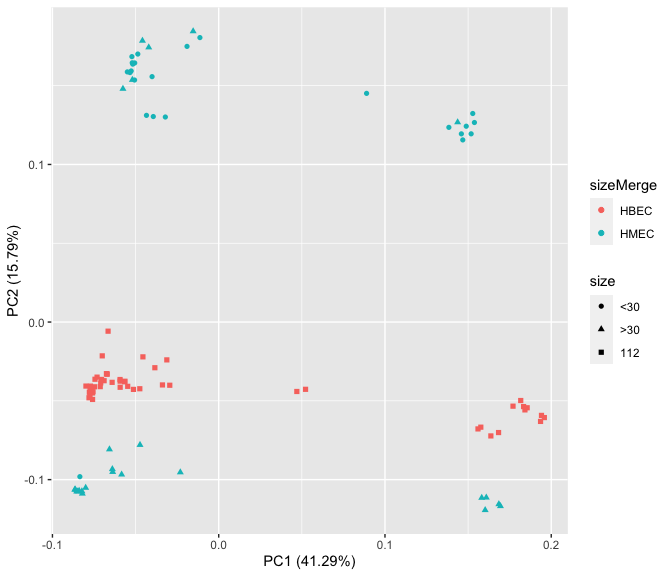 0.1
0.0
-0.1
PC2 (15.79%)
-0.1
0.0
0.1
0.2
PC1 (41.29%)
sizeMerge
HBEC
HMEC
size
<30
>30
112